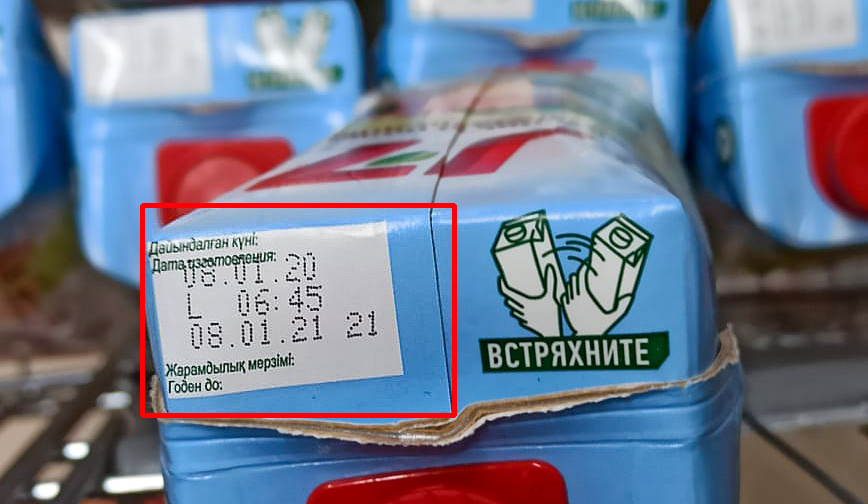 Дайындалған күні:
Дата изготовления:
08.01.20
L 06:45
08.01.21 21
Жарамдылық мерзімі:
Годен до:
ВСТРЯХНИТЕ